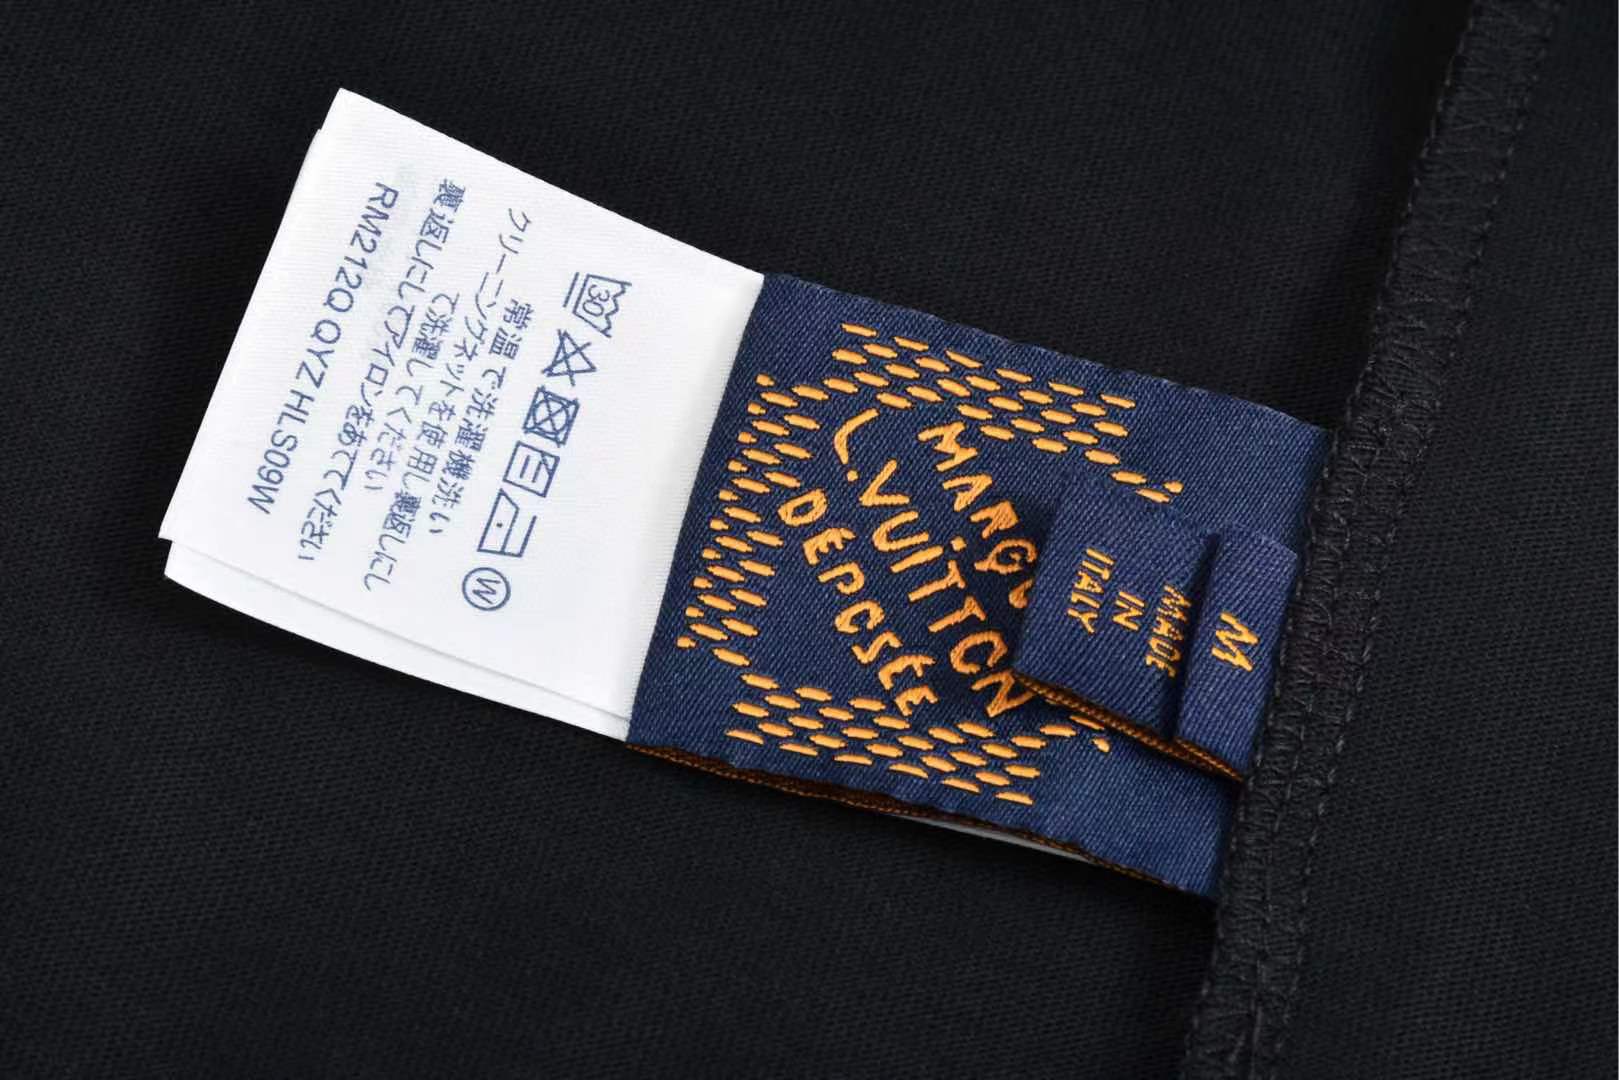 クリーニングネットを使用し裏返しにし
常温で洗濯機洗い
裏返しにしてアイロンをあててください
て洗濯してください
RM212Q QYZ HLS09W
30
W
L.VUITTON
DEPOSÉE
MADE
IN
ITALY
M